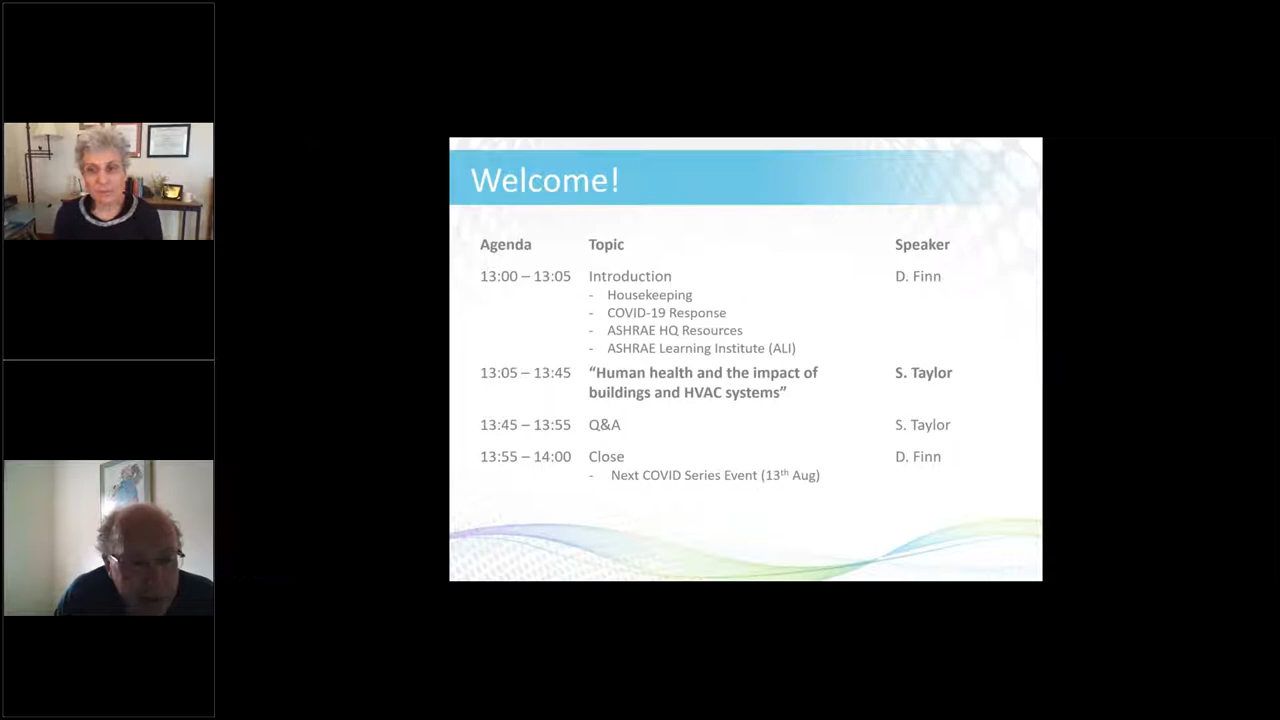 Welcome!
Agenda Topic Speaker
13:00 – 13:05 Introduction D. Finn
- Housekeeping
- COVID-19 Response
- ASHRAE HQ Resources
- ASHRAE Learning Institute (ALI)
13:05 – 13:45 “Human health and the impact of S. Taylor
buildings and HVAC systems”
13:45 – 13:55 Q&A S. Taylor
13:55 – 14:00 Close D. Finn
- Next COVID Series Event (13th Aug)